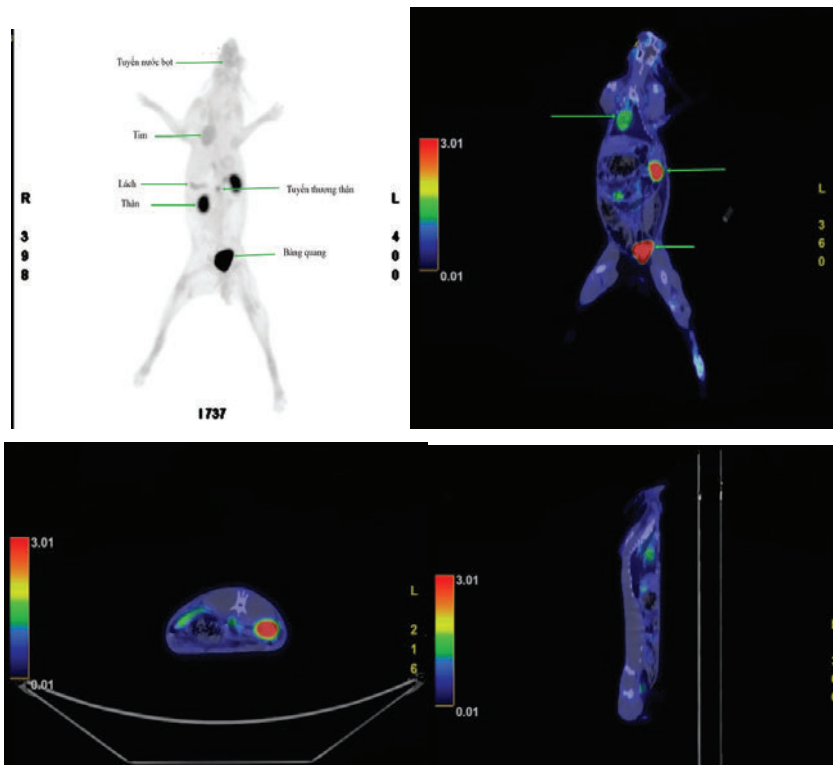 Tuyến nước bọt
Tim
Lách
Tuyến thượng thận
Thận
Bàng quang
R
3
9
8
L
4
0
0
1737
3.01
0.01
L
3
6
0
3.01
0.01
L
2
1
6
3.01
0.01